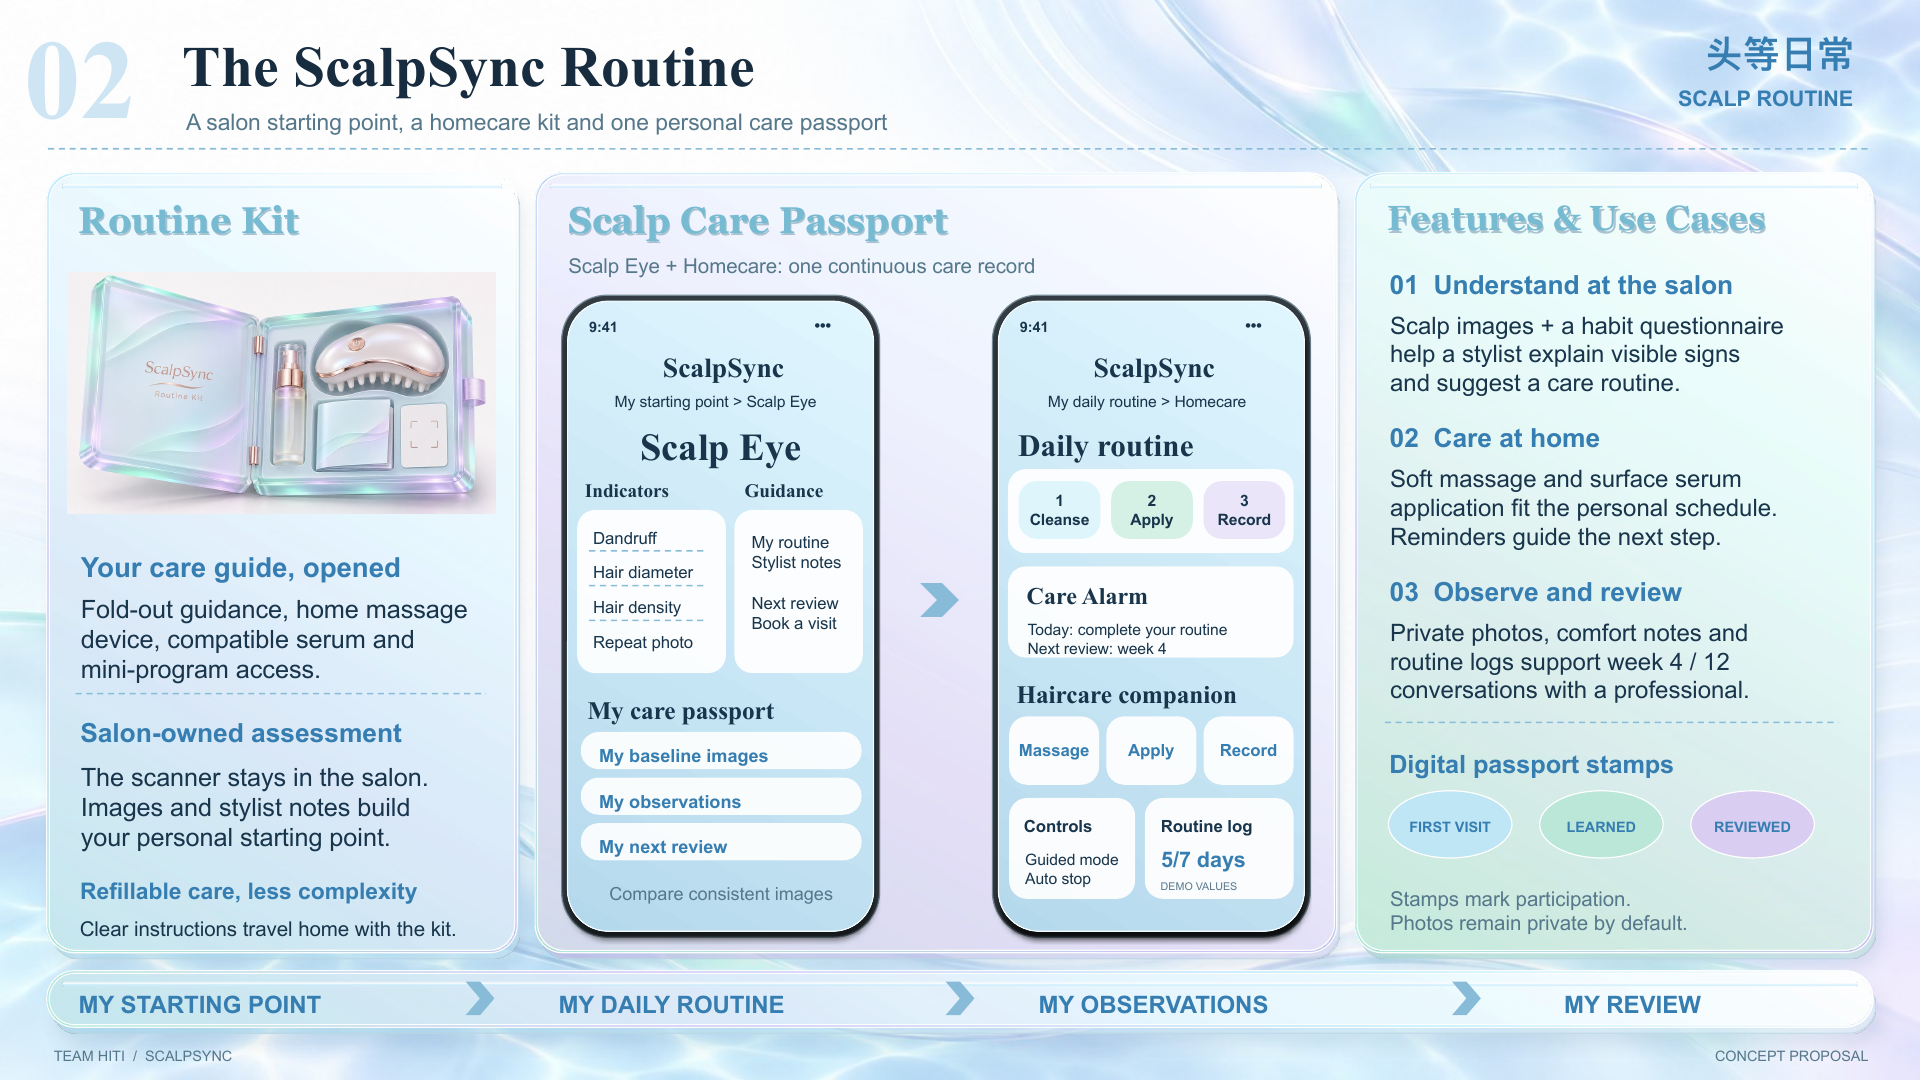 02
The ScalpSync Routine
A salon starting point, a homecare kit and one personal care passport
头等日常
SCALP ROUTINE
Routine Kit
ScalpSync
Routine Kit
Your care guide, opened
Fold-out guidance, home massage
device, compatible serum and
mini-program access.
Salon-owned assessment
The scanner stays in the salon.
Images and stylist notes build
your personal starting point.
Refillable care, less complexity
Clear instructions travel home with the kit.
Scalp Care Passport
Scalp Eye + Homecare: one continuous care record
9:41
•••
ScalpSync
My starting point > Scalp Eye
Scalp Eye
Indicators
Dandruff
Hair diameter
Hair density
Repeat photo
Guidance
My routine
Stylist notes
Next review
Book a visit
My care passport
My baseline images
My observations
My next review
Compare consistent images
9:41
•••
ScalpSync
My daily routine > Homecare
Daily routine
1
Cleanse
2
Apply
3
Record
Care Alarm
Today: complete your routine
Next review: week 4
Haircare companion
Massage
Apply
Record
Controls
Guided mode
Auto stop
Routine log
5/7 days
DEMO VALUES
Features & Use Cases
01 Understand at the salon
Scalp images + a habit questionnaire
help a stylist explain visible signs
and suggest a care routine.
02 Care at home
Soft massage and surface serum
application fit the personal schedule.
Reminders guide the next step.
03 Observe and review
Private photos, comfort notes and
routine logs support week 4 / 12
conversations with a professional.
Digital passport stamps
FIRST VISIT
LEARNED
REVIEWED
Stamps mark participation.
Photos remain private by default.
MY STARTING POINT
MY DAILY ROUTINE
MY OBSERVATIONS
MY REVIEW
TEAM HITI / SCALPSYNC
CONCEPT PROPOSAL